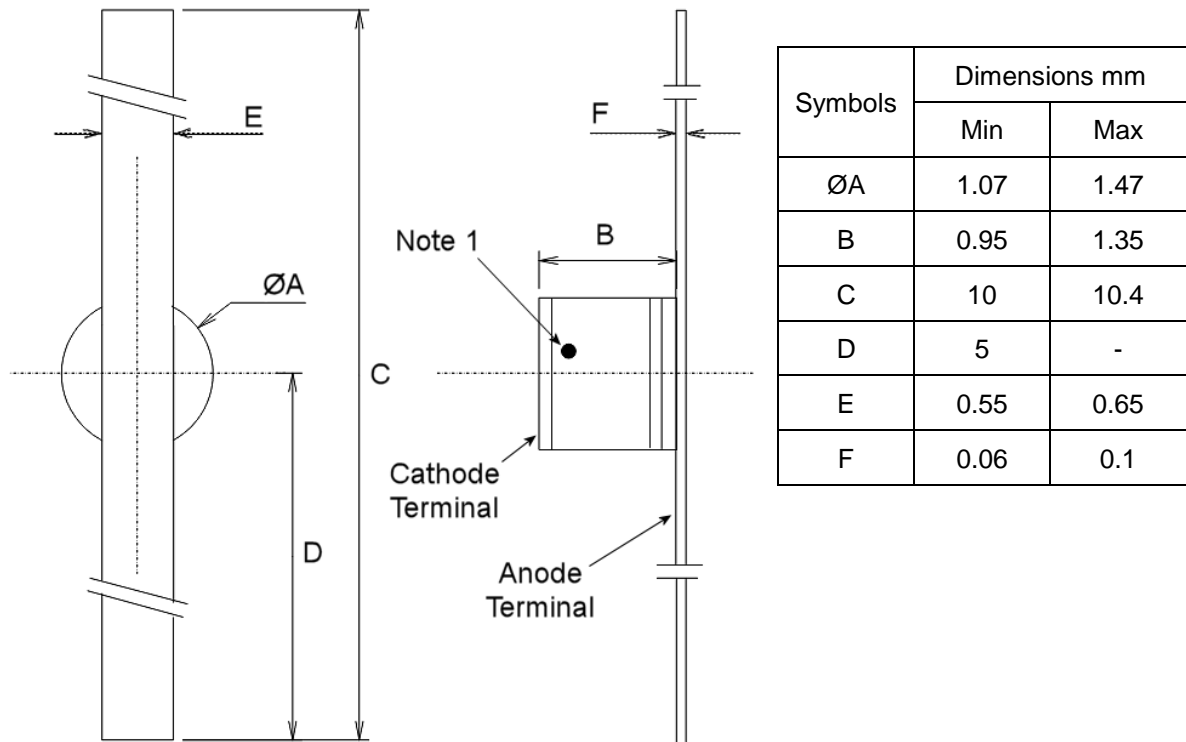 E
ØA
C
D
F
Note 1
B
Cathode
Terminal
Anode
Terminal
Symbols Dimensions mm
Min Max
ØA 1.07 1.47
B 0.95 1.35
C 10 10.4
D 5 -
E 0.55 0.65
F 0.06 0.1